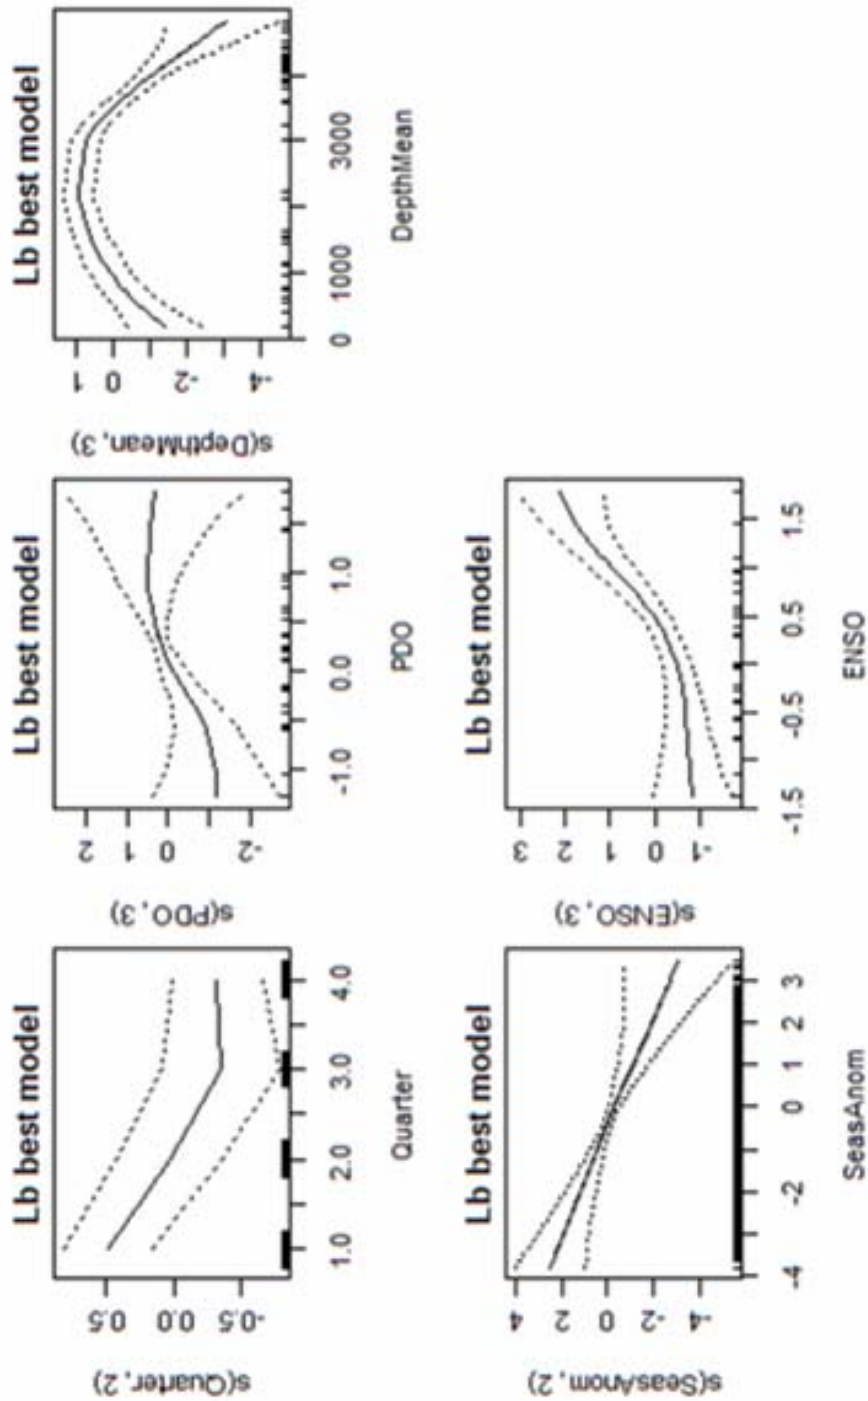 Lb best model
s(Quarter, 2)
0.5
0.0
-0.5
1.0 2.0 3.0 4.0
Quarter
Lb best model
s(PDO, 3)
2
1
0
-2
-1.0 0.0 1.0
PDO
Lb best model
s(DepthMean, 3)
1
0
-2
-4
0 1000 3000
DepthMean
Lb best model
s(SeasAnom, 2)
4
2
0
-2
-4 -2 0 1 2 3
SeasAnom
Lb best model
s(ENSO, 3)
3
2
1
0
-1
-1.5 -0.5 0.5 1.5
ENSO